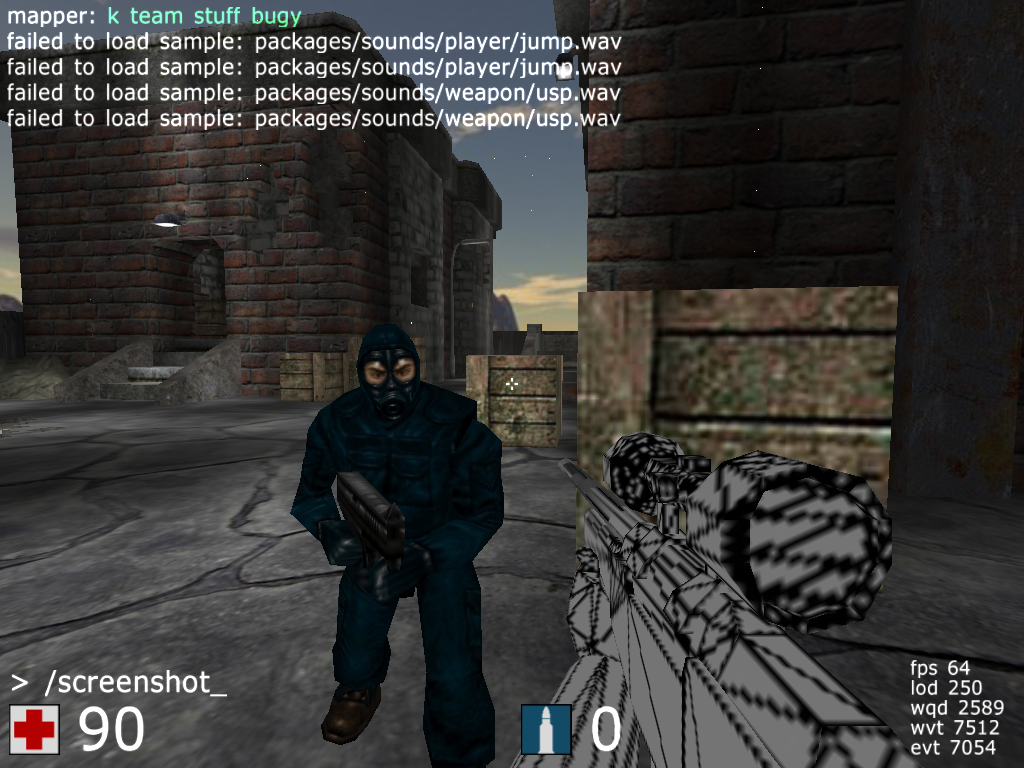 mapper: k team stuff bugy
failed to load sample: packages/sounds/player/jump.wav
failed to load sample: packages/sounds/player/jump.wav
failed to load sample: packages/sounds/weapon/usp.wav
failed to load sample: packages/sounds/weapon/usp.wav
> /screenshot_
90
0
fps 64
lod 250
wqd 2589
wvt 7512
evt 7054